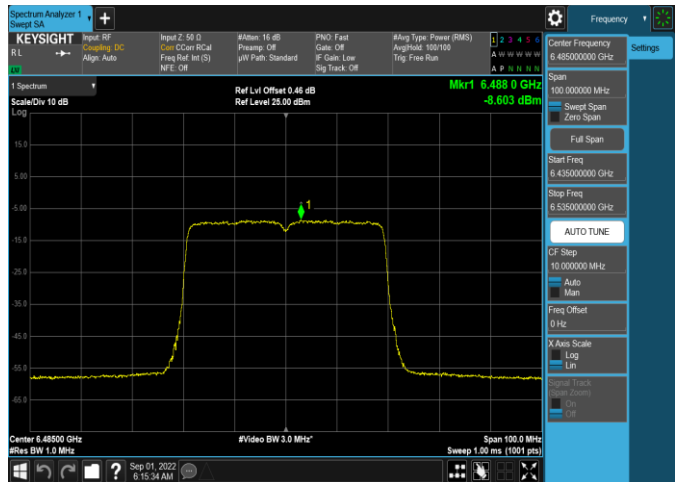 Spectrum Analyzer 1
Swept SA
+
Frequency
KEYSIGHT
RL
LV
Input: RF
Coupling: DC
Align: Auto
Input Z: 50 Ω
Corr CCorr RCal
Freq Ref: Int (S)
NFE: Off
#Atten: 16 dB
Preamp: Off
µW Path: Standard
PNO: Fast
Gate: Off
IF Gain: Low
Sig Track: Off
#Avg Type: Power (RMS)
Avg|Hold: 100/100
Trig: Free Run
1 2 3 4 5 6
A W W W W W
A P N N N N
1 Spectrum
Scale/Div 10 dB
Log
Ref Lvl Offset 0.46 dB
Ref Level 25.00 dBm
Mkr1 6.488 0 GHz
-8.603 dBm
15.0
5.00
-5.00
-15.0
-25.0
-35.0
-45.0
-55.0
-65.0
1
Center 6.48500 GHz
#Res BW 1.0 MHz
#Video BW 3.0 MHz*
Span 100.0 MHz
Sweep 1.00 ms (1001 pts)
Center Frequency
6.485000000 GHz
Span
100.000000 MHz
Swept Span
Zero Span
Full Span
Start Freq
6.435000000 GHz
Stop Freq
6.535000000 GHz
AUTO TUNE
CF Step
10.000000 MHz
Auto
Man
Freq Offset
0 Hz
X Axis Scale
Log
Lin
Signal Track
(Span Zoom)
On
Off
Settings
?
Sep 01, 2022
6:15:34 AM